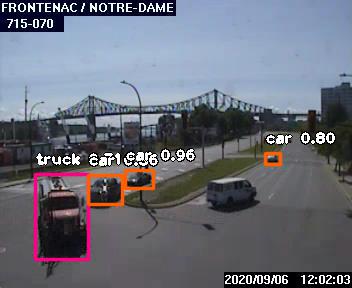 FRONTENAC / NOTRE-DAME
715-070
car 0.80
car 0.96
truck
2020/09/06 12:02:03